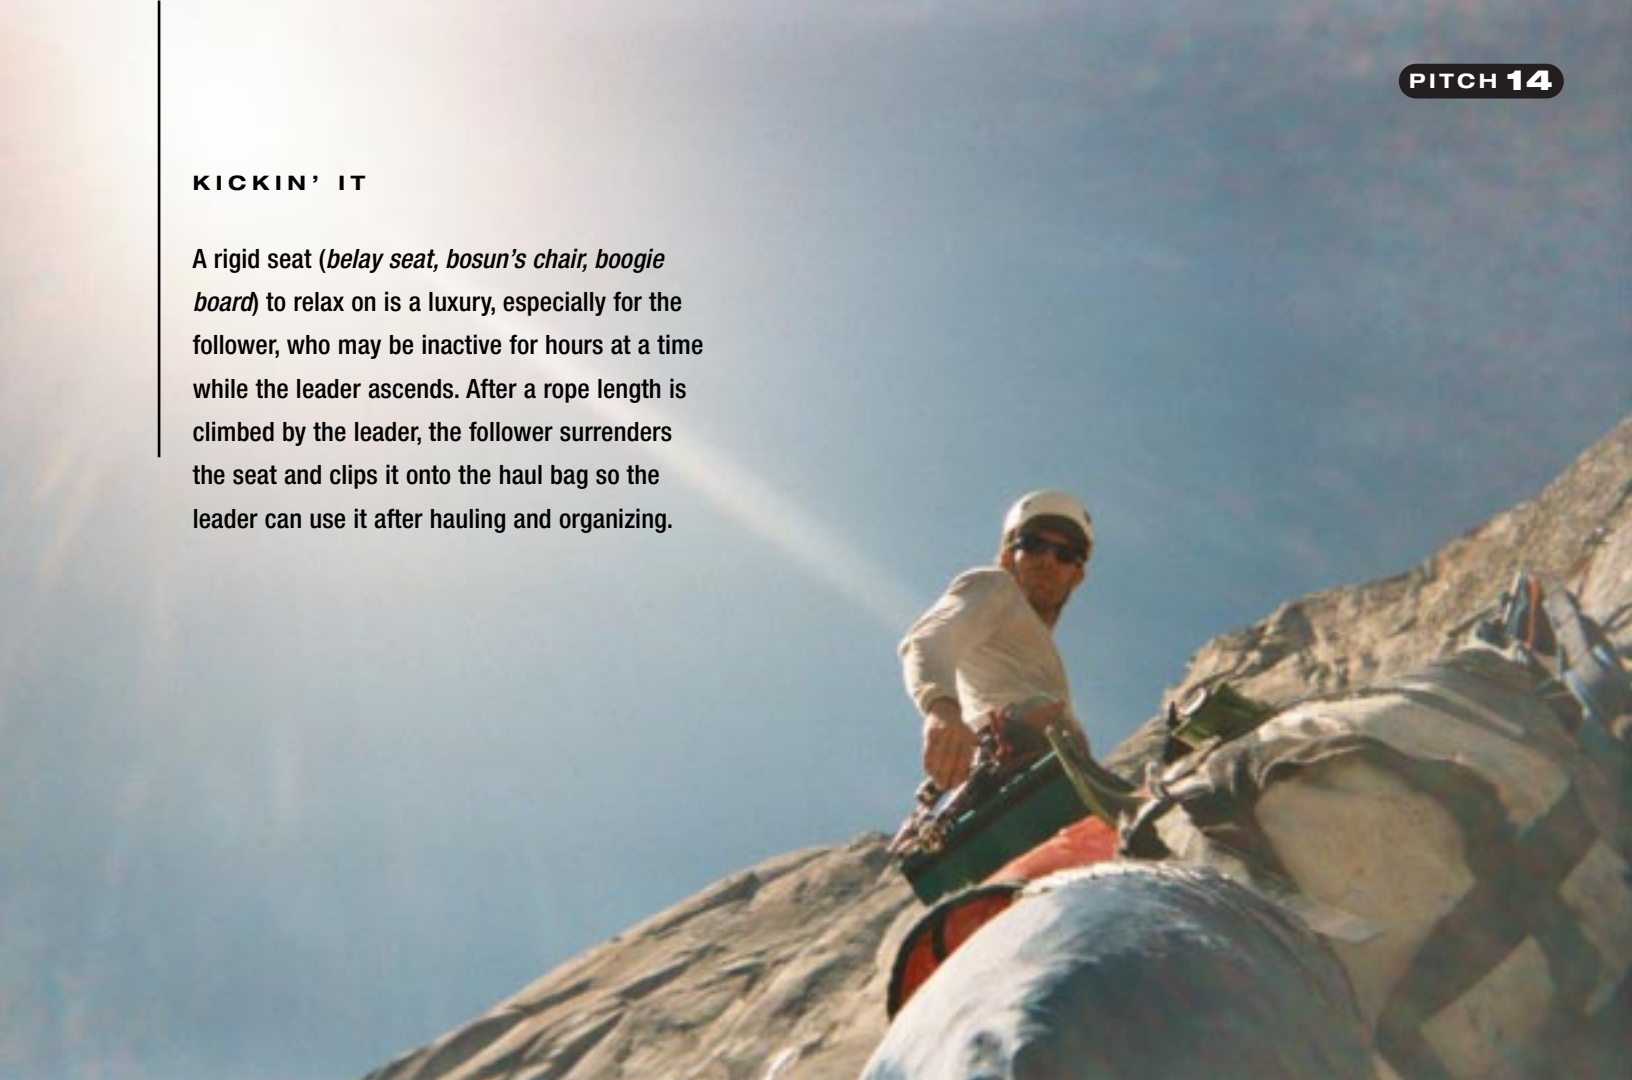 PITCH 14
KICKIN’ IT
A rigid seat (belay seat, bosun’s chair, boogie
board) to relax on is a luxury, especially for the
follower, who may be inactive for hours at a time
while the leader ascends. After a rope length is
climbed by the leader, the follower surrenders
the seat and clips it onto the haul bag so the
leader can use it after hauling and organizing.